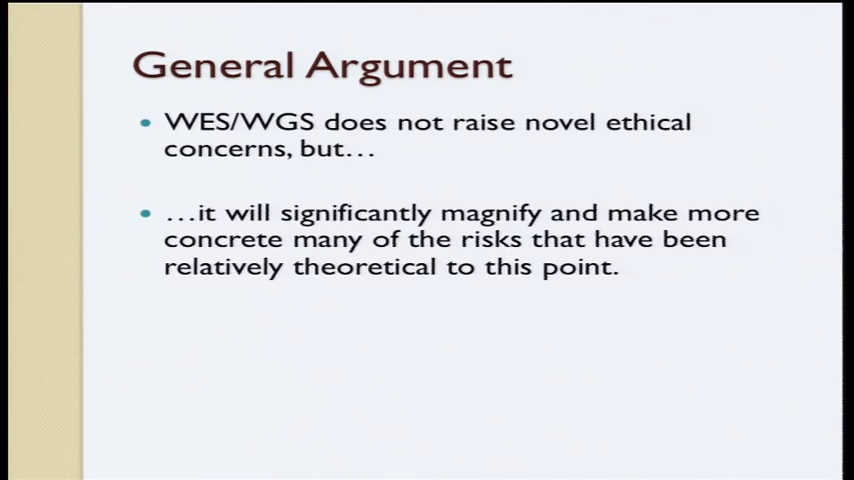 General Argument
• WES/WGS does not raise novel ethical
concerns, but…
• …it will significantly magnify and make more
concrete many of the risks that have been
relatively theoretical to this point.